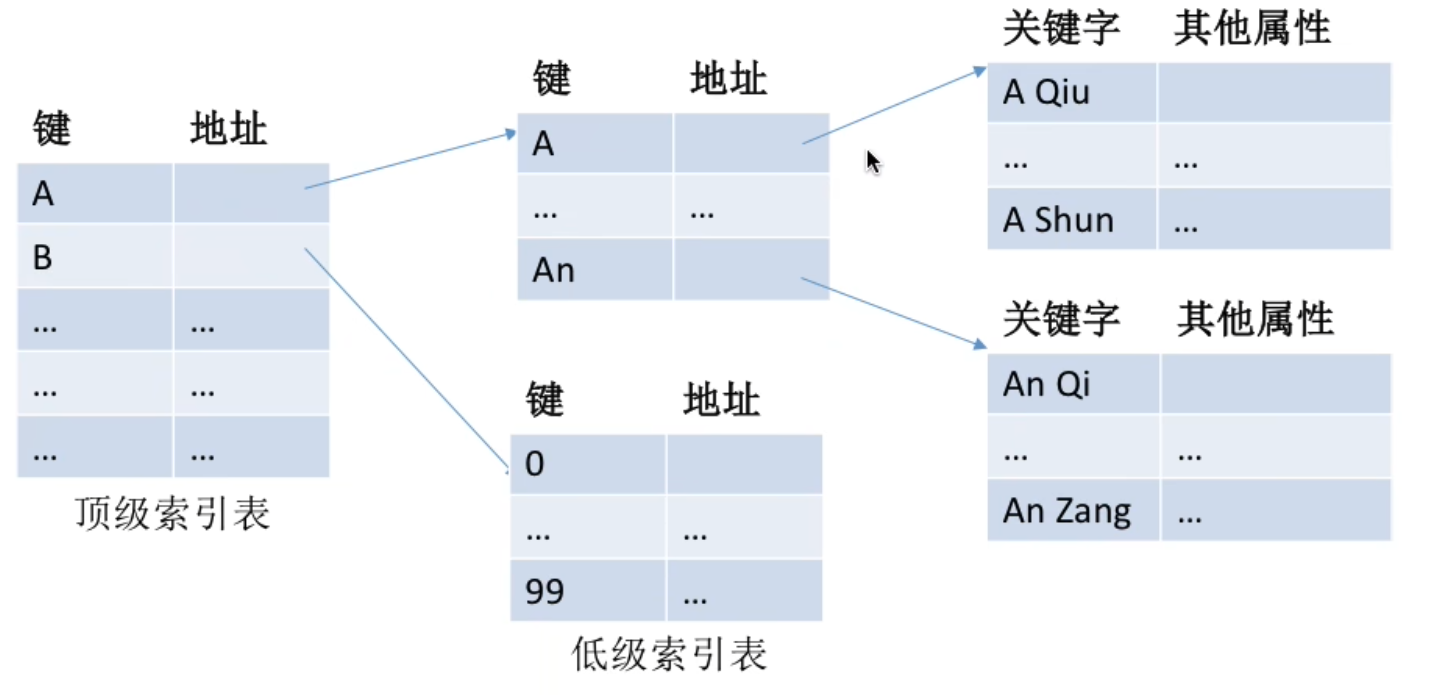 键 地址
A
B
... ...
... ...
... ...
顶级索引表
键 地址
A
... ...
An
键 地址
0
... ...
99 ...
低级索引表
关键字 其他属性
A Qiu
... ...
A Shun ...
关键字 其他属性
An Qi
... ...
An Zang ...